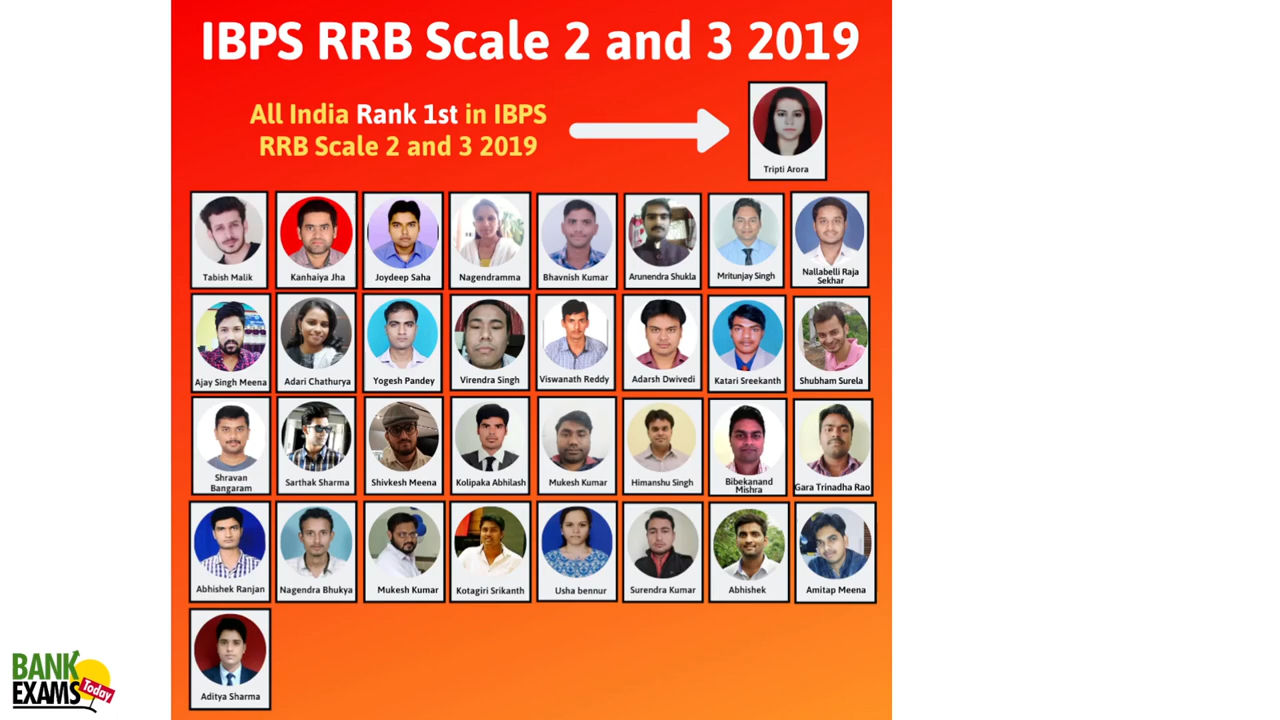 IBPS RRB Scale 2 and 3 2019
All India Rank 1st in IBPS
RRB Scale 2 and 3 2019
Tripti Arora
Tabish Malik
Kanhaiya Jha
Joydeep Saha
Nagendramma
Bhavnish Kumar
Arunendra Shukla
Mritunjay Singh
Nallabelli Raja
Sekhar
Ajay Singh Meena
Adari Chathurya
Yogesh Pandey
Virendra Singh
Viswanath Reddy
Adarsh Dwivedi
Katari Sreekanth
Shubham Surela
Shravan
Bangaram
Sarthak Sharma
Shivkesh Meena
Kolipaka Abhilash
Mukesh Kumar
Himanshu Singh
Bibekanand
Mishra
Gara Trinadha Rao
Abhishek Ranjan
Nagendra Bhukya
Mukesh Kumar
Kotagiri Srikanth
Usha bennur
Surendra Kumar
Abhishek
Amitap Meena
Aditya Sharma
BANK
EXAMS Today